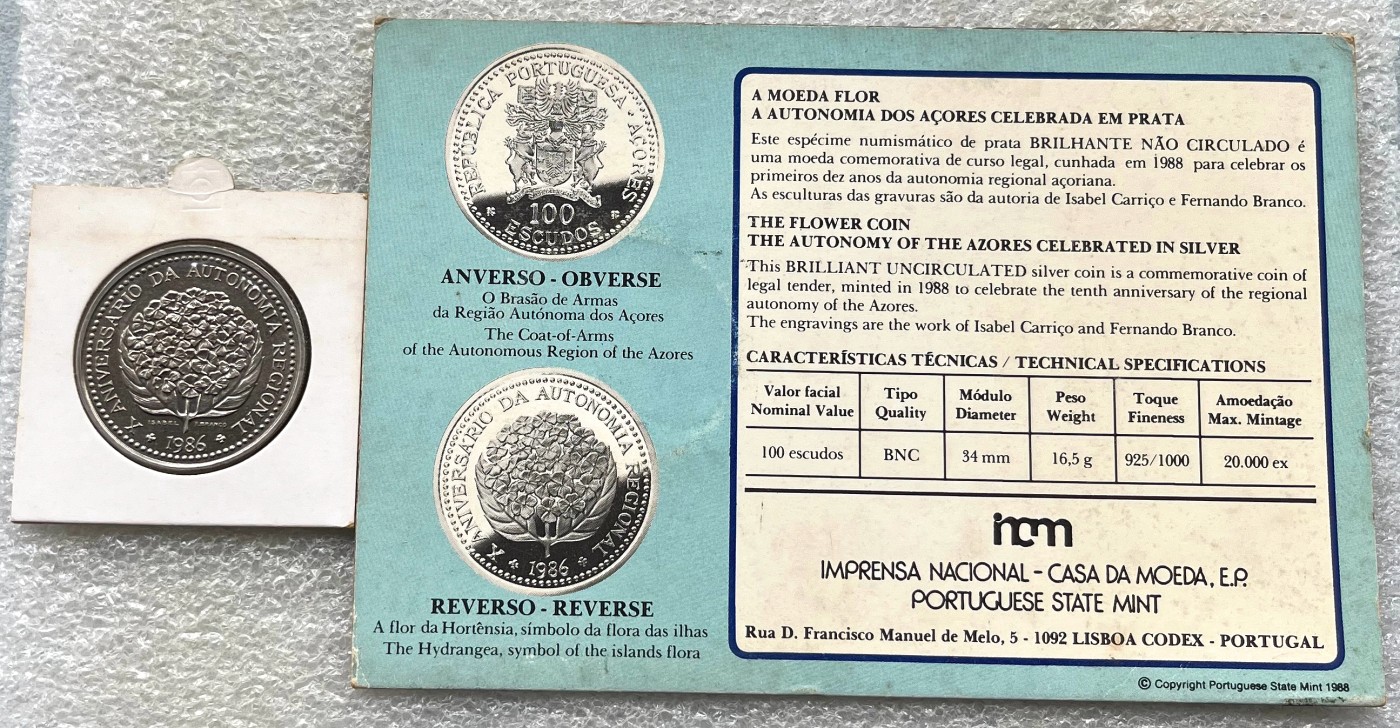 X ANIVERSÁRIO DA AUTONOMIA REGIONAL
ISABEL F.BRANCO
1986
REPÚBLICA PORTUGUESA · AÇORES
100
ESCUDOS
ANVERSO - OBVERSE
O Brasão de Armas
da Região Autónoma dos Açores
The Coat-of-Arms
of the Autonomous Region of the Azores
X ANIVERSÁRIO DA AUTONOMIA REGIONAL
1986
REVERSO - REVERSE
A flor da Hortênsia, símbolo da flora das ilhas
The Hydrangea, symbol of the islands flora
A MOEDA FLOR
A AUTONOMIA DOS AÇORES CELEBRADA EM PRATA
Este espécime numismático de prata BRILHANTE NÃO CIRCULADO é
uma moeda comemorativa de curso legal, cunhada em 1988 para celebrar os
primeiros dez anos da autonomia regional açoriana.
As esculturas das gravuras são da autoria de Isabel Carriço e Fernando Branco.
THE FLOWER COIN
THE AUTONOMY OF THE AZORES CELEBRATED IN SILVER
This BRILLIANT UNCIRCULATED silver coin is a commemorative coin of
legal tender, minted in 1988 to celebrate the tenth anniversary of the regional
autonomy of the Azores.
The engravings are the work of Isabel Carriço and Fernando Branco.
CARACTERÍSTICAS TÉCNICAS / TECHNICAL SPECIFICATIONS
Valor facial Tipo Módulo Peso Toque Amoedação
Nominal Value Quality Diameter Weight Fineness Max. Mintage
100 escudos BNC 34 mm 16,5 g 925/1000 20.000 ex
incm
IMPRENSA NACIONAL - CASA DA MOEDA, E.P.
PORTUGUESE STATE MINT
Rua D. Francisco Manuel de Melo, 5 - 1092 LISBOA CODEX - PORTUGAL
© Copyright Portuguese State Mint 1988